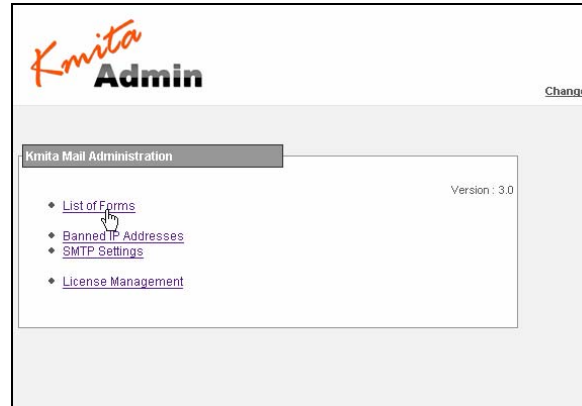 Kmita
Admin
Chang
Kmita Mail Administration
Version : 3.0
List of Forms
Banned IP Addresses
SMTP Settings
License Management